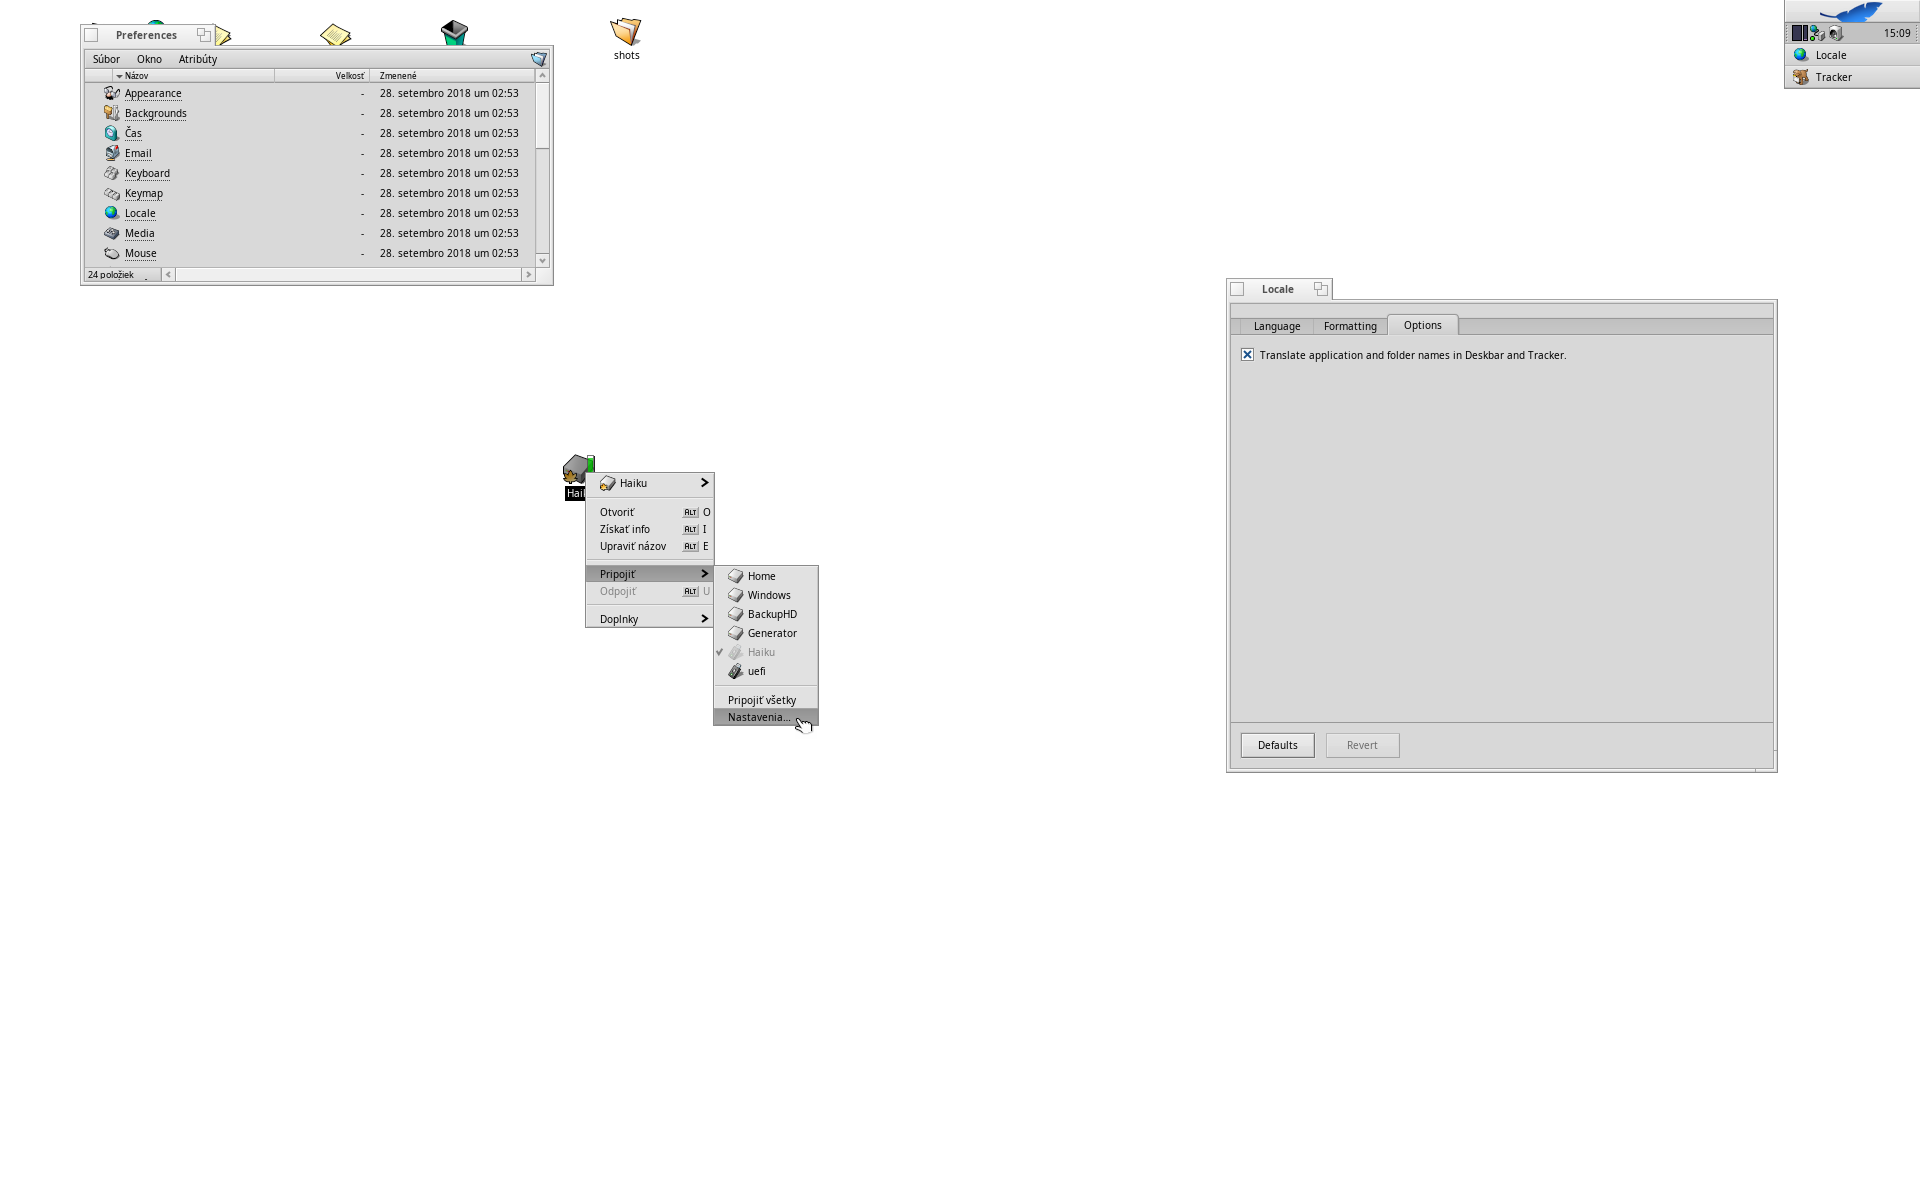 Preferences
Súbor Okno Atribúty
Názov Velkosť Zmenené
Appearance - 28. setembro 2018 um 02:53
Backgrounds - 28. setembro 2018 um 02:53
Čas - 28. setembro 2018 um 02:53
Email - 28. setembro 2018 um 02:53
Keyboard - 28. setembro 2018 um 02:53
Keymap - 28. setembro 2018 um 02:53
Locale - 28. setembro 2018 um 02:53
Media - 28. setembro 2018 um 02:53
Mouse - 28. setembro 2018 um 02:53
24 položiek
shots
15:09
Locale
Tracker
Haiku
Otvoriť ALT O
Získať info ALT I
Upraviť názov ALT E
Pripojiť
Odpojiť ALT U
Doplnky
Home
Windows
BackupHD
Generator
Haiku
uefi
Pripojiť všetky
Nastavenia...
Locale
Language Formatting Options
Translate application and folder names in Deskbar and Tracker.
Defaults Revert